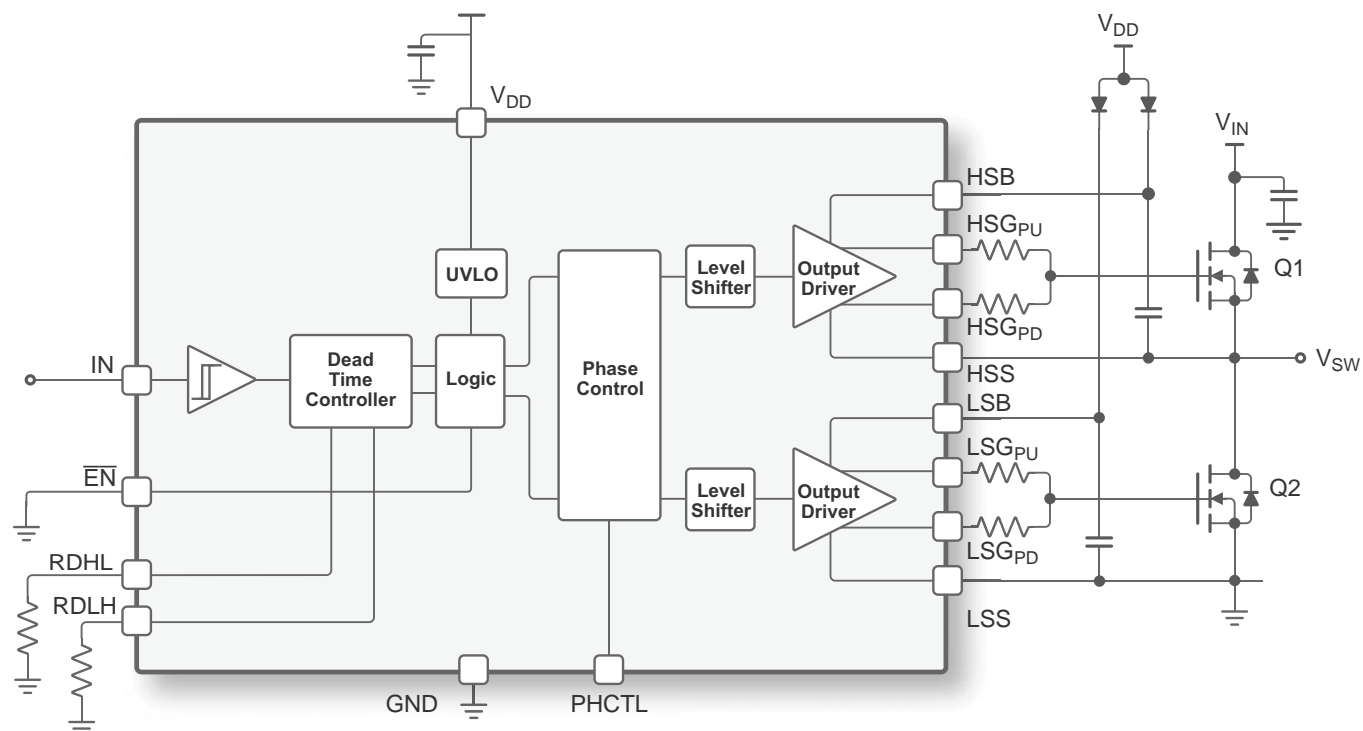 V_DD
V_DD
V_IN
HSB
HSG_PU
UVLO
Level
Shifter
Output
Driver
Q1
HSG_PD
IN
Dead
Time
Controller
Logic
Phase
Control
HSS
V_SW
LSB
LSG_PU
EN
Level
Shifter
Output
Driver
Q2
LSG_PD
RDHL
RDLH
LSS
GND
PHCTL